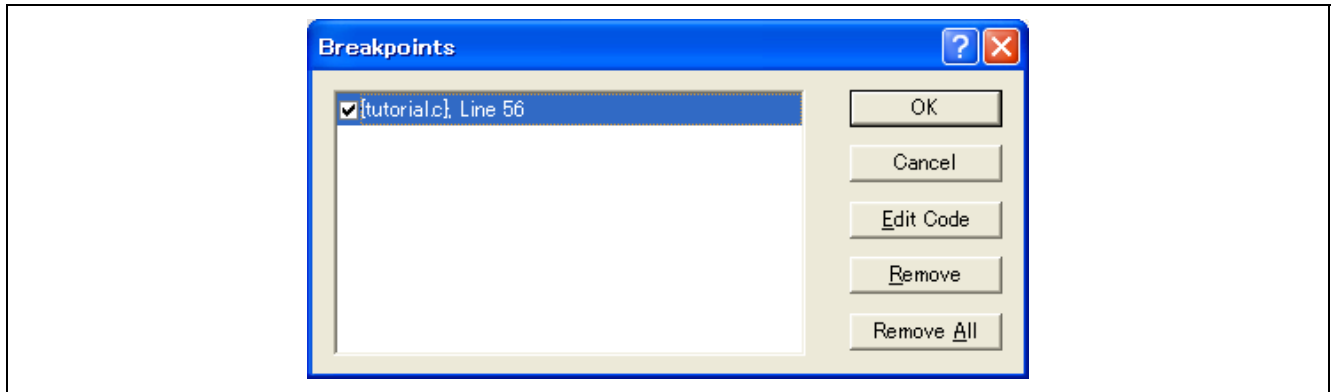 Breakpoints
{tutorial.c}, Line 56
OK
Cancel
Edit Code
Remove
Remove All